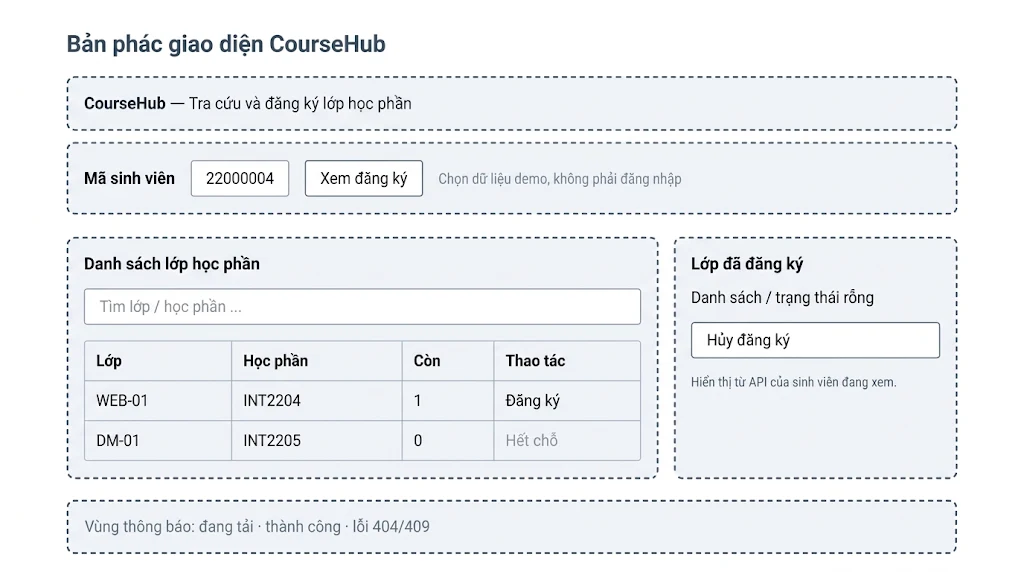 Bản phác giao diện CourseHub
CourseHub — Tra cứu và đăng ký lớp học phần
Mã sinh viên 22000004 Xem đăng ký Chọn dữ liệu demo, không phải đăng nhập
Danh sách lớp học phần
Tìm lớp / học phần ...
Lớp Học phần Còn Thao tác
WEB-01 INT2204 1 Đăng ký
DM-01 INT2205 0 Hết chỗ
Lớp đã đăng ký
Danh sách / trạng thái rỗng
Hủy đăng ký
Hiển thị từ API của sinh viên đang xem.
Vùng thông báo: đang tải · thành công · lỗi 404/409